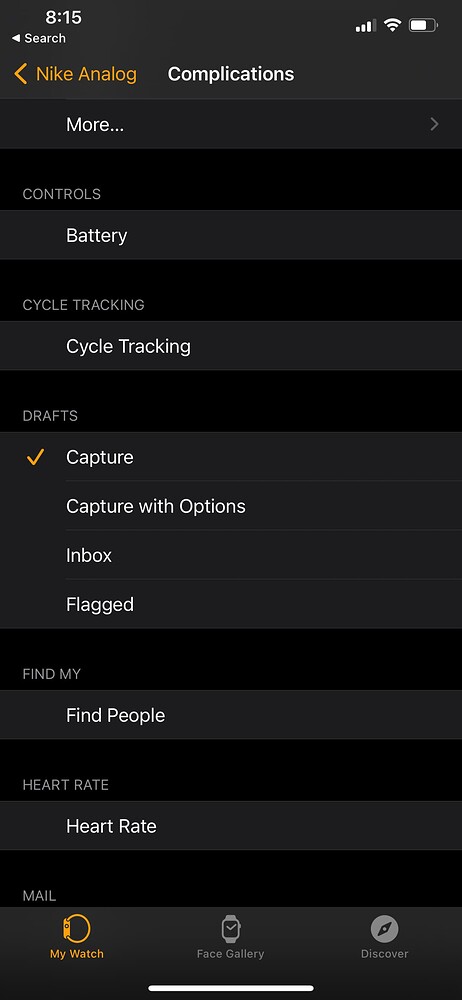 8:15
◀ Search
Nike Analog
Complications
More...
CONTROLS
Battery
CYCLE TRACKING
Cycle Tracking
DRAFTS
Capture
Capture with Options
Inbox
Flagged
FIND MY
Find People
HEART RATE
Heart Rate
MAIL
My Watch
Face Gallery
Discover